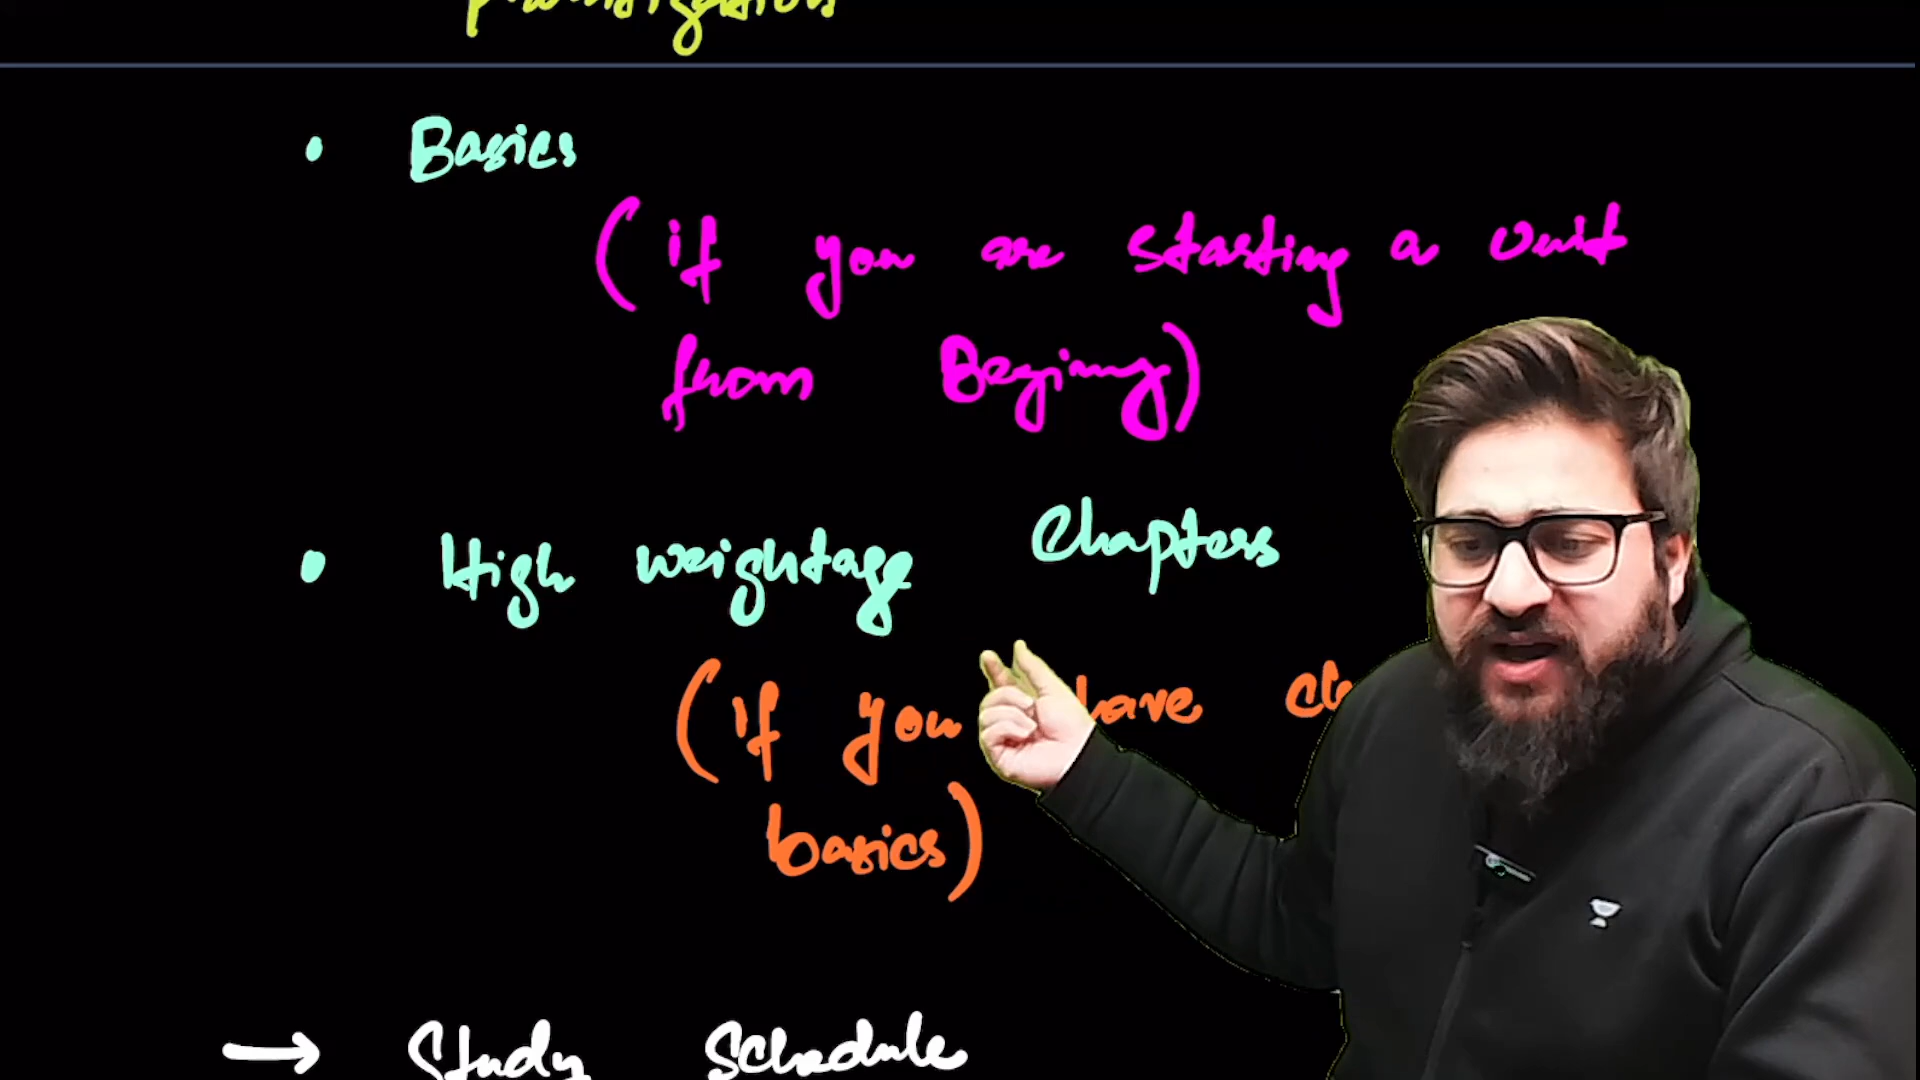 • Basics
(if you are starting a unit
from Begining)
• High weightage Chapters
(if you have
basics)
→ Study Schedule